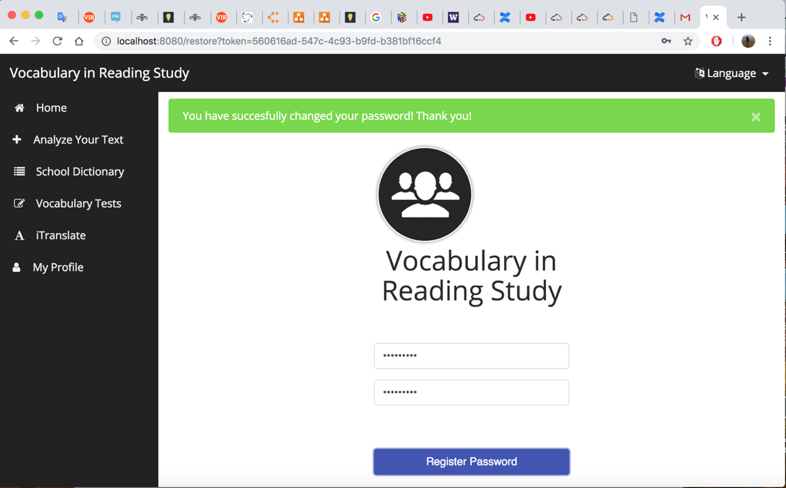 localhost:8080/restore?token=560616ad-547c-4c93-b9fd-b381bf16ccf4
Vocabulary in Reading Study
Language
Home
Analyze Your Text
School Dictionary
Vocabulary Tests
iTranslate
My Profile
You have succesfully changed your password! Thank you!
Vocabulary in
Reading Study
Register Password